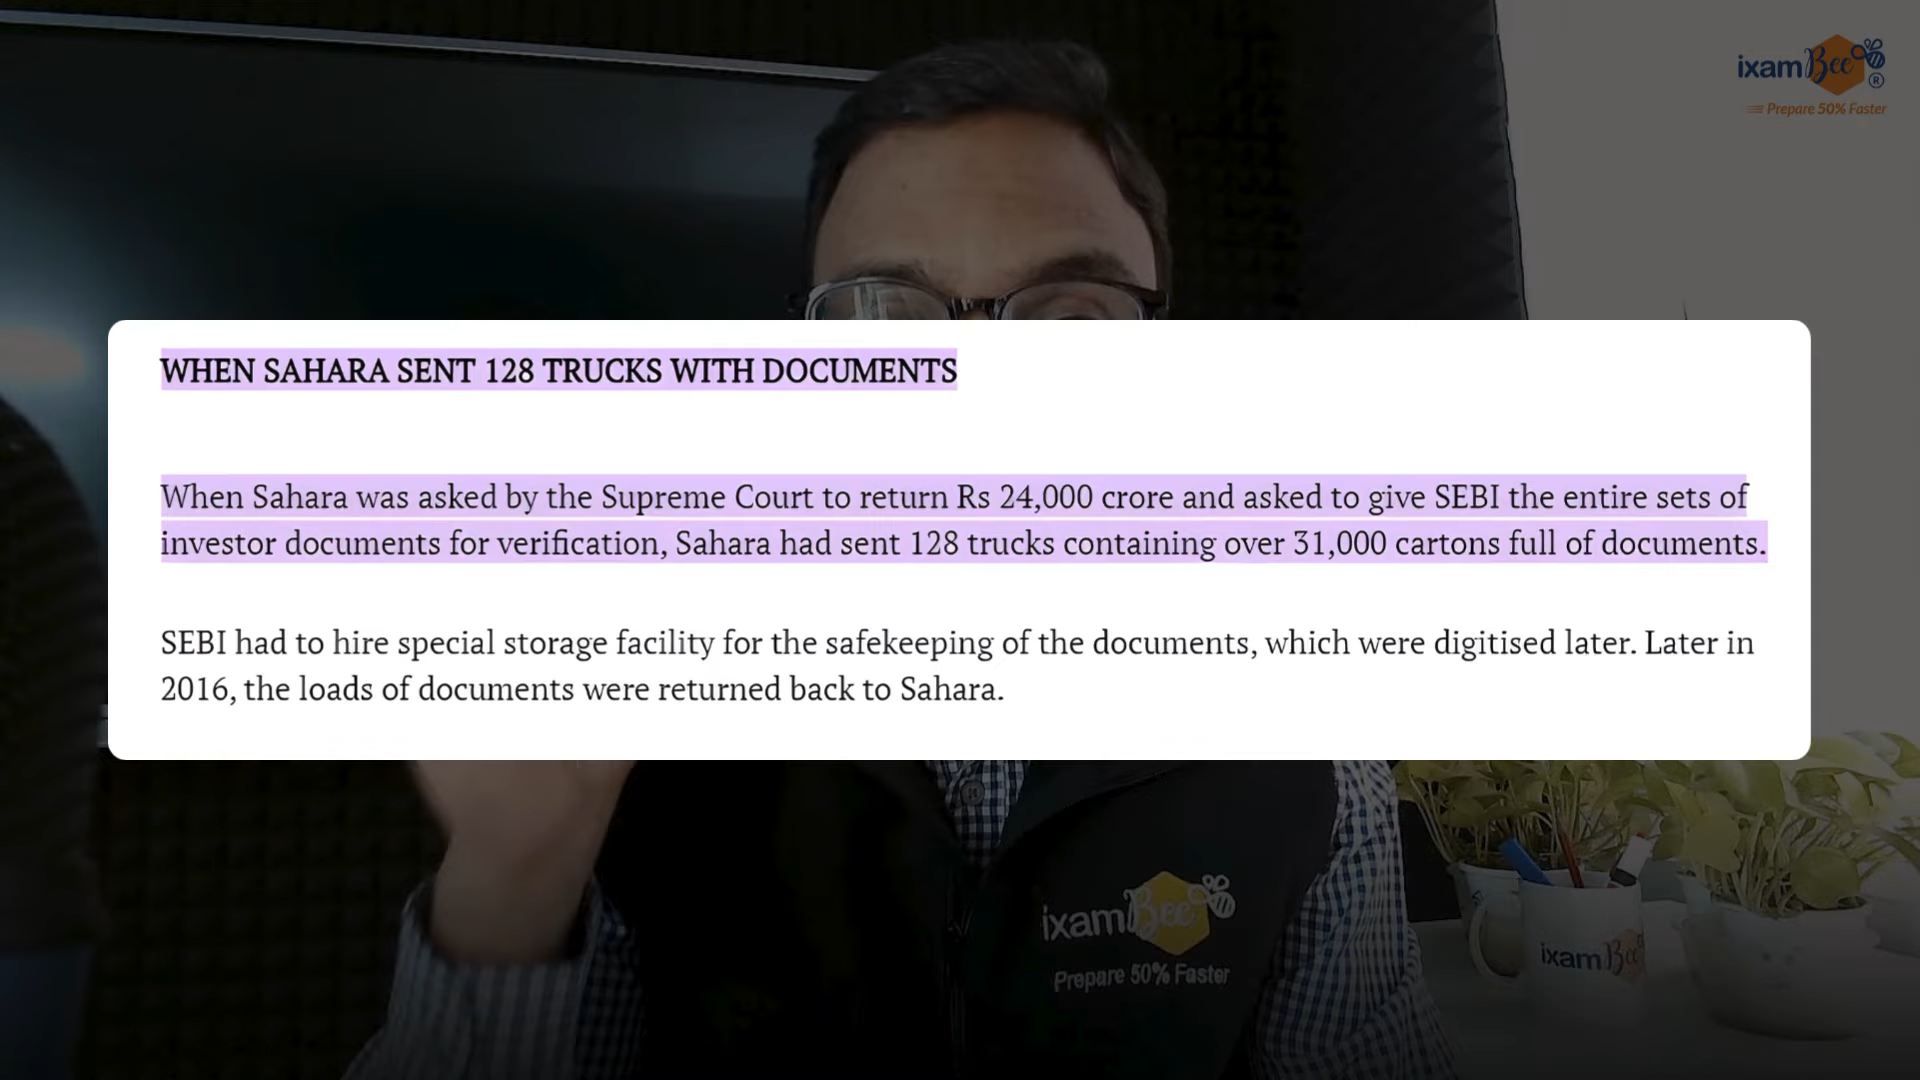 ixamBee
®
Prepare 50% Faster
WHEN SAHARA SENT 128 TRUCKS WITH DOCUMENTS
When Sahara was asked by the Supreme Court to return Rs 24,000 crore and asked to give SEBI the entire sets of
investor documents for verification, Sahara had sent 128 trucks containing over 31,000 cartons full of documents.
SEBI had to hire special storage facility for the safekeeping of the documents, which were digitised later. Later in
2016, the loads of documents were returned back to Sahara.
ixamBee
Prepare 50% Faster
ixamBee